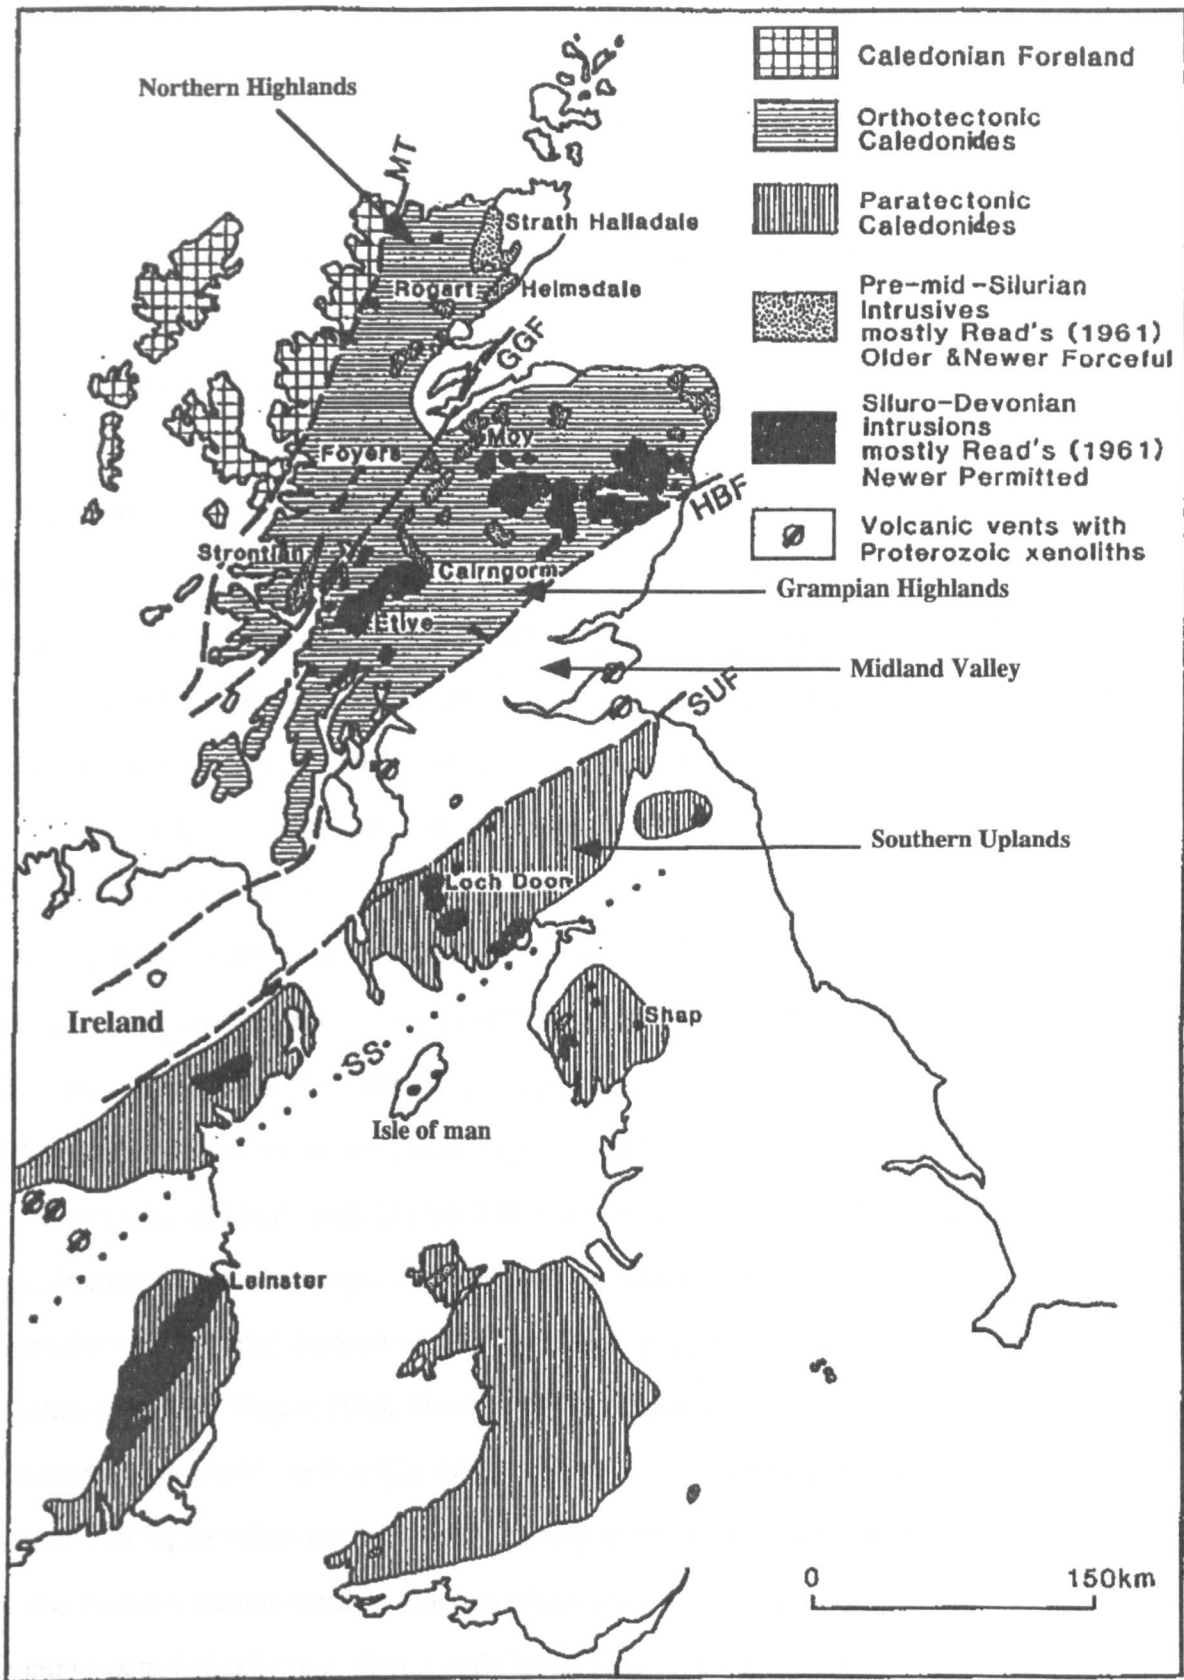 Caledonian Foreland
Orthotectonic
Caledonides
Paratectonic
Caledonides
Pre-mid-Silurian
Intrusives
mostly Read's (1961)
Older &Newer Forceful
Siluro-Devonian
intrusions
mostly Read's (1961)
Newer Permitted
Volcanic vents with
Proterozoic xenoliths
Northern Highlands
MT
Strath Halladale
Rogart
Helmsdale
GGF
Moy
Foyers
HBF
Strontian
Cairngorm
Grampian Highlands
Etive
Midland Valley
SUF
Southern Uplands
Loch Doon
Ireland
Shap
SS
Isle of man
Leinster
0 150km